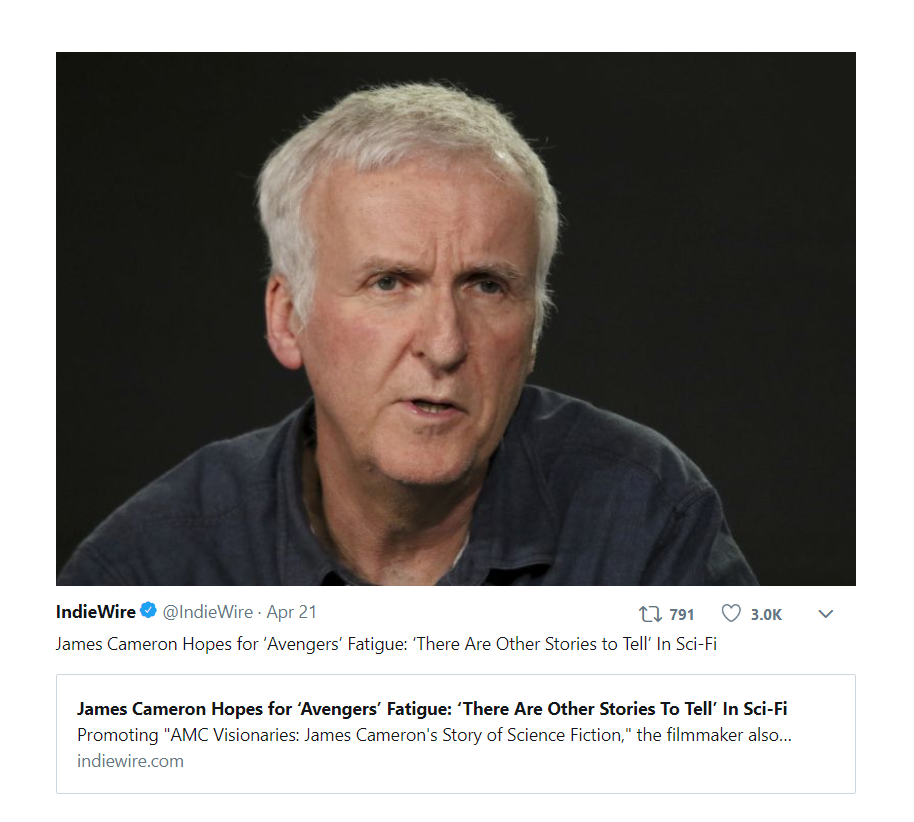 IndieWire @IndieWire · Apr 21 791 3.0K
James Cameron Hopes for ‘Avengers’ Fatigue: ‘There Are Other Stories to Tell’ In Sci-Fi
James Cameron Hopes for ‘Avengers’ Fatigue: ‘There Are Other Stories To Tell’ In Sci-Fi
Promoting "AMC Visionaries: James Cameron's Story of Science Fiction," the filmmaker also...
indiewire.com